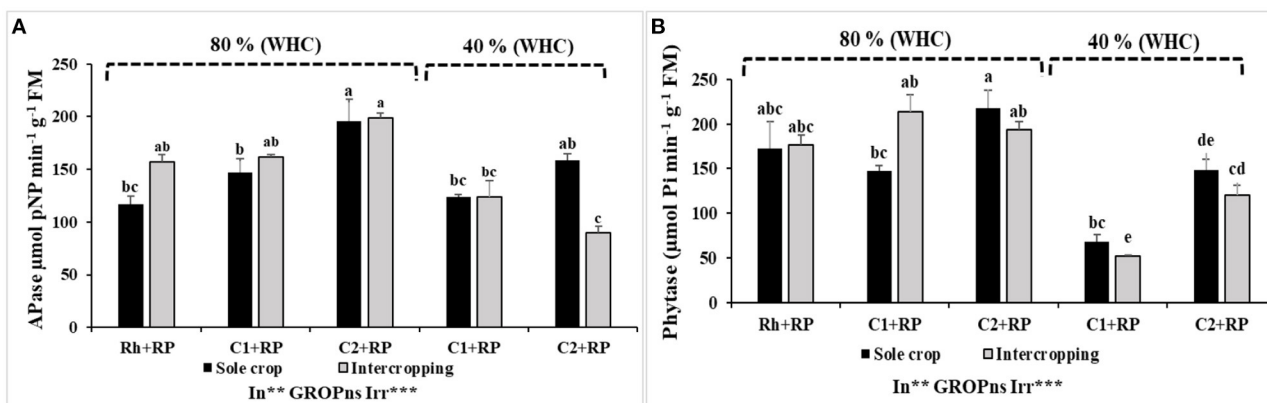 A
80 % (WHC) 40 % (WHC)
APase µmol pNP min⁻¹ g⁻¹ FM
250
200
150
100
50
0
bc ab b ab a a bc bc ab c
Rh+RP C1+RP C2+RP C1+RP C2+RP
Sole crop Intercropping
In** GROPns Irr***
B
80 % (WHC) 40 % (WHC)
Phytase (µmol Pi min⁻¹ g⁻¹ FM)
250
200
150
100
50
0
abc abc bc ab a ab bc e de cd
Rh+RP C1+RP C2+RP C1+RP C2+RP
Sole crop Intercropping
In** GROPns Irr***